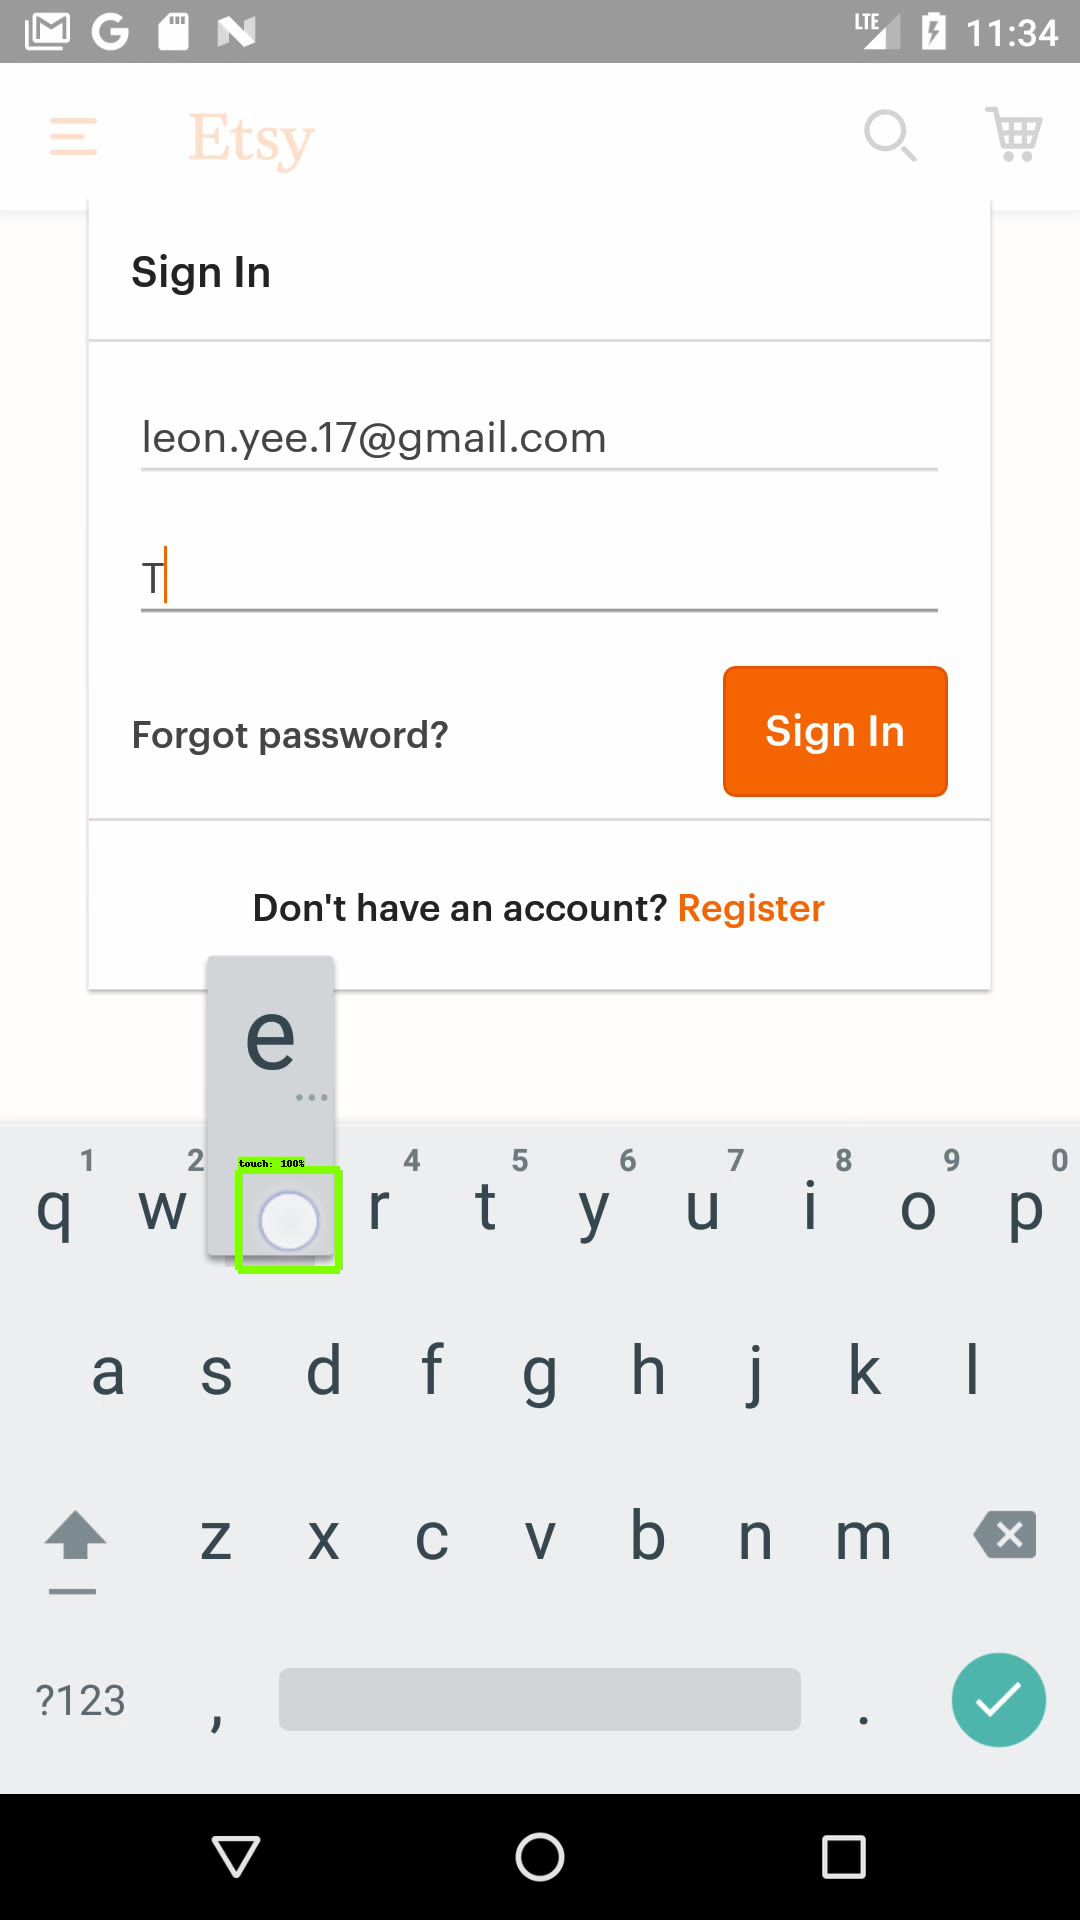 LTE 11:34
Etsy
Sign In
leon.yee.17@gmail.com
T
Forgot password?
Sign In
Don't have an account? Register
e
...
touch: 100%
1 2 4 5 6 7 8 9 0
q w r t y u i o p
a s d f g h j k l
z x c v b n m
?123 , .